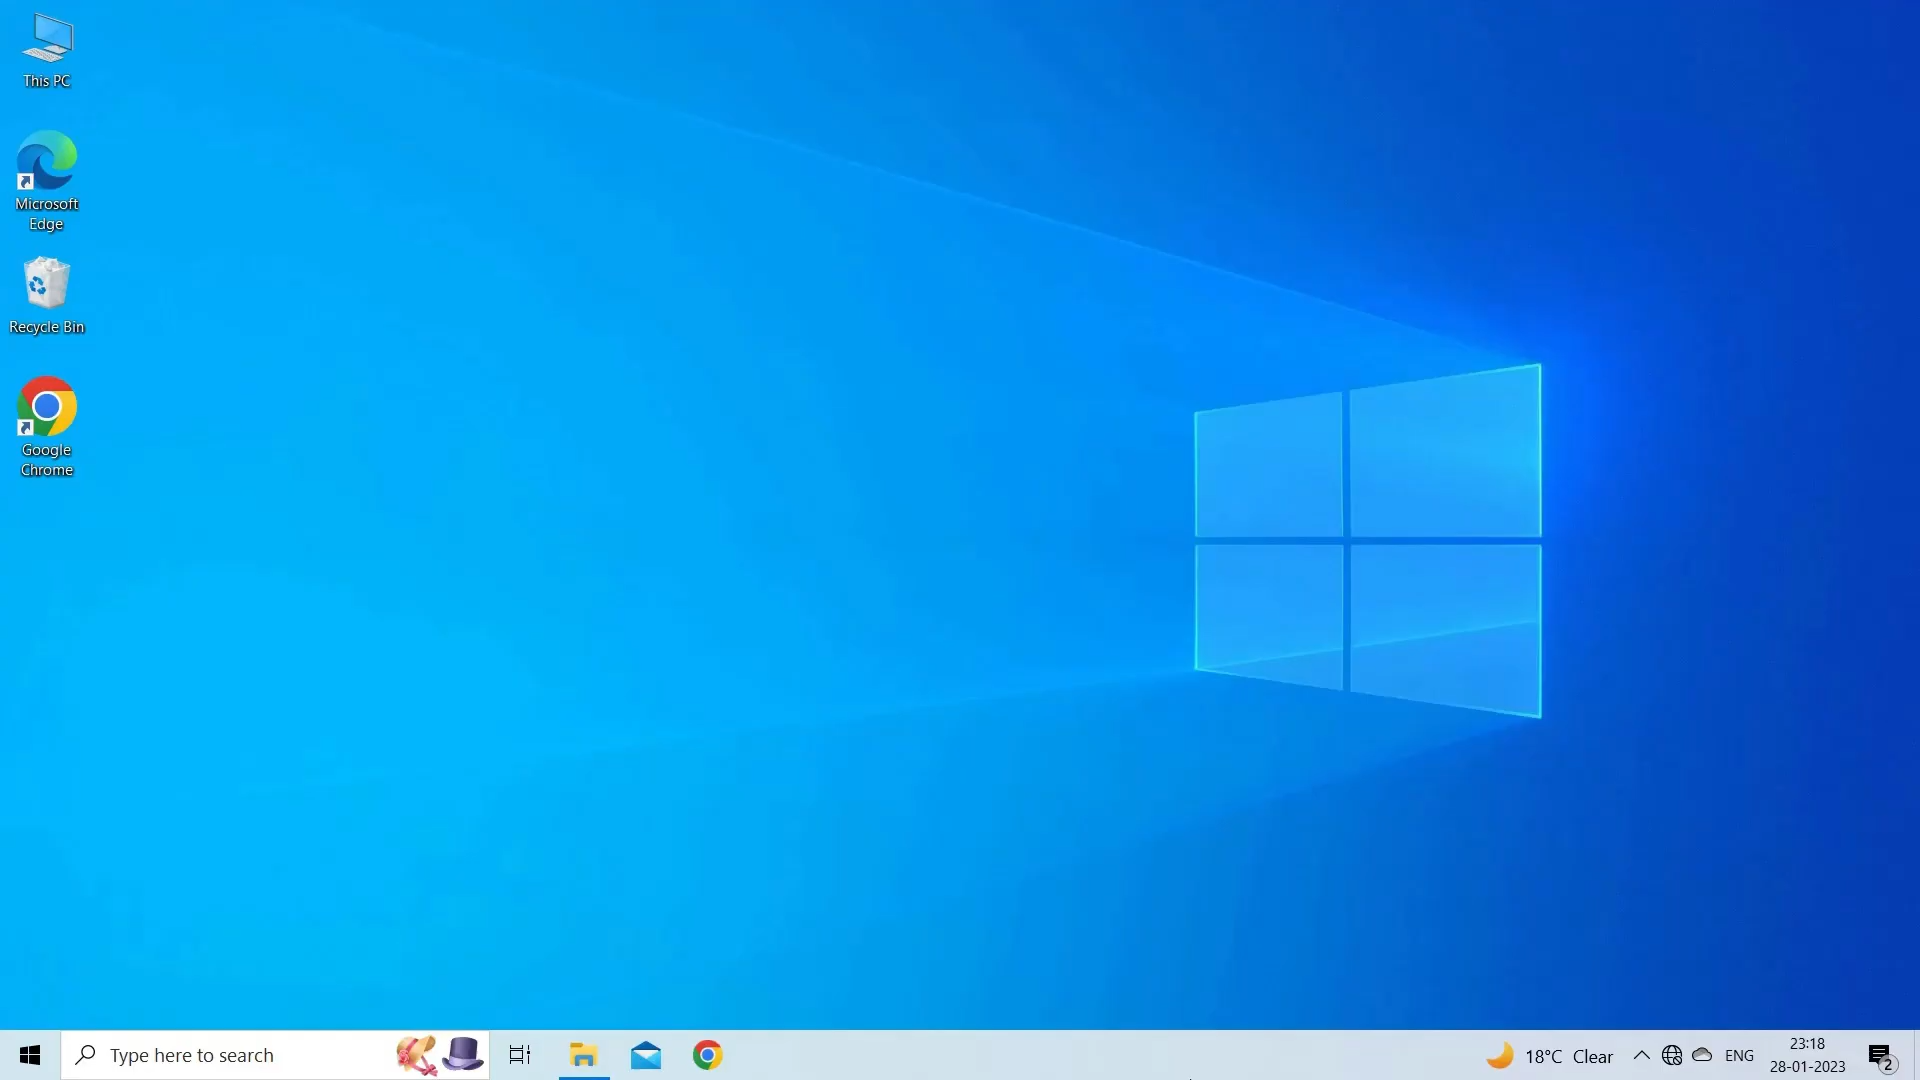 This PC
Microsoft
Edge
Recycle Bin
Google
Chrome
Type here to search
18°C Clear
ENG
23:18
28-01-2023
2